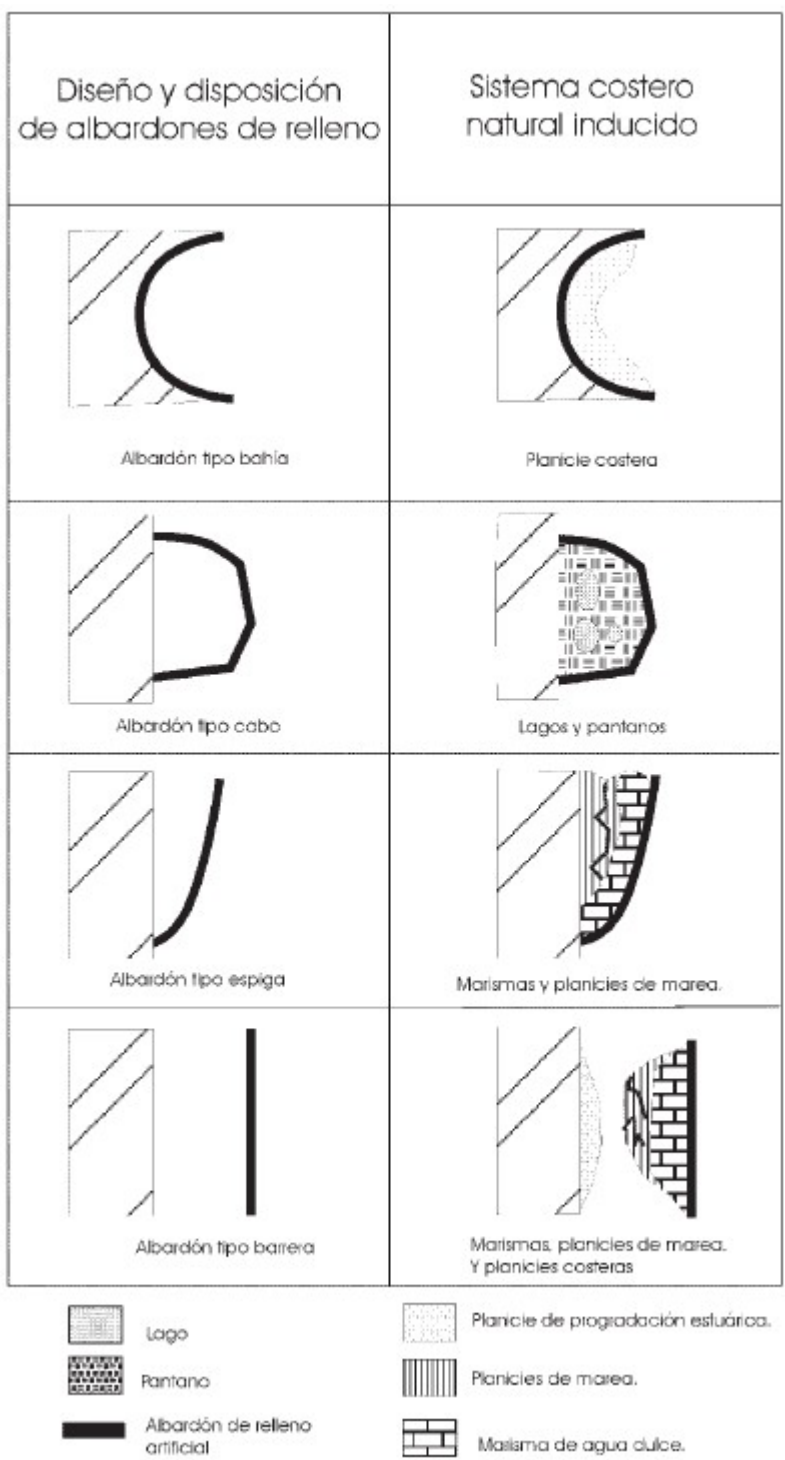 Diseño y disposición
de albardones de relleno
Sistema costero
natural inducido
Albardón tipo bahía
Planicie costera
Albardón tipo cabo
Lagos y pantanos
Albardón tipo espiga
Marismas y planicies de marea.
Albardón tipo barrera
Marismas, planicies de marea.
Y planicies costeras
Lago
Pantano
Albardón de relleno
artificial
Planicie de progradación estuárica.
Planicies de marea.
Marisma de agua dulce.